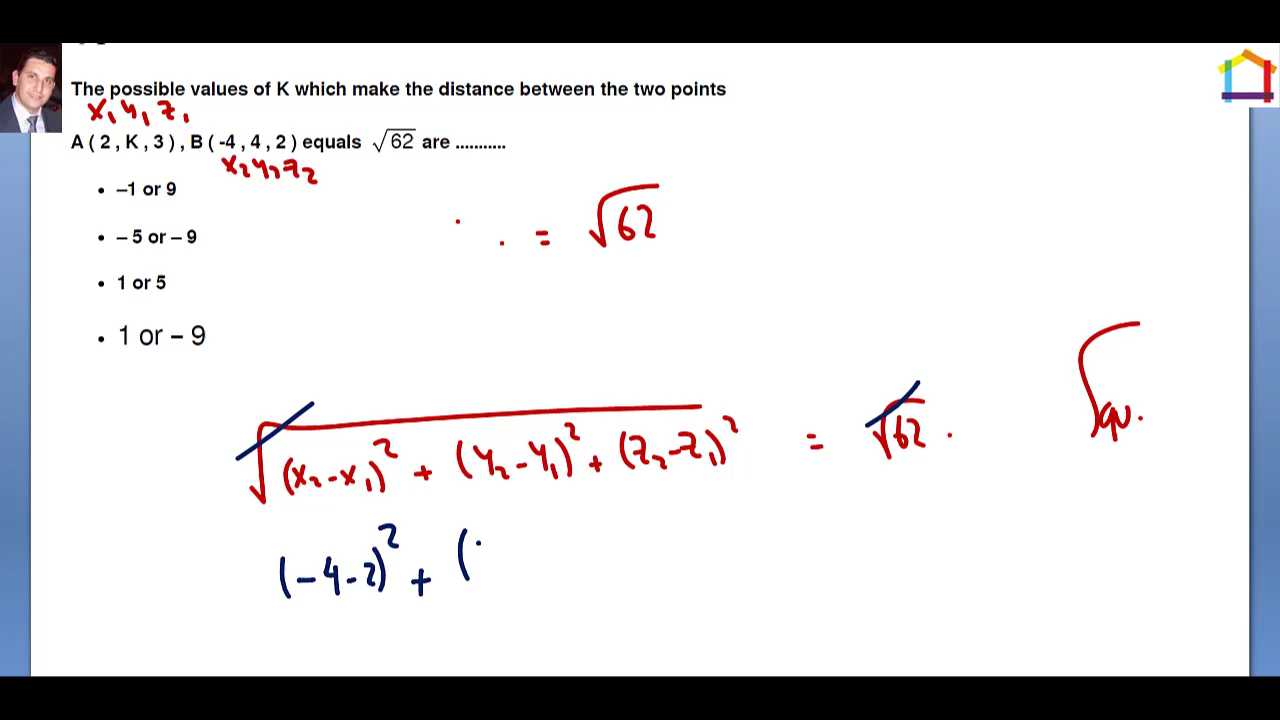 The possible values of K which make the distance between the two points
x₁ y₁ z₁
A ( 2 , K , 3 ) , B ( -4 , 4 , 2 ) equals √62 are ...........
x₂ y₂ z₂
• –1 or 9
• – 5 or – 9
• 1 or 5
• 1 or – 9
= √62
√(x₂-x₁)² + (y₂-y₁)² + (z₂-z₁)² = √62 .
(-4-2)² + (